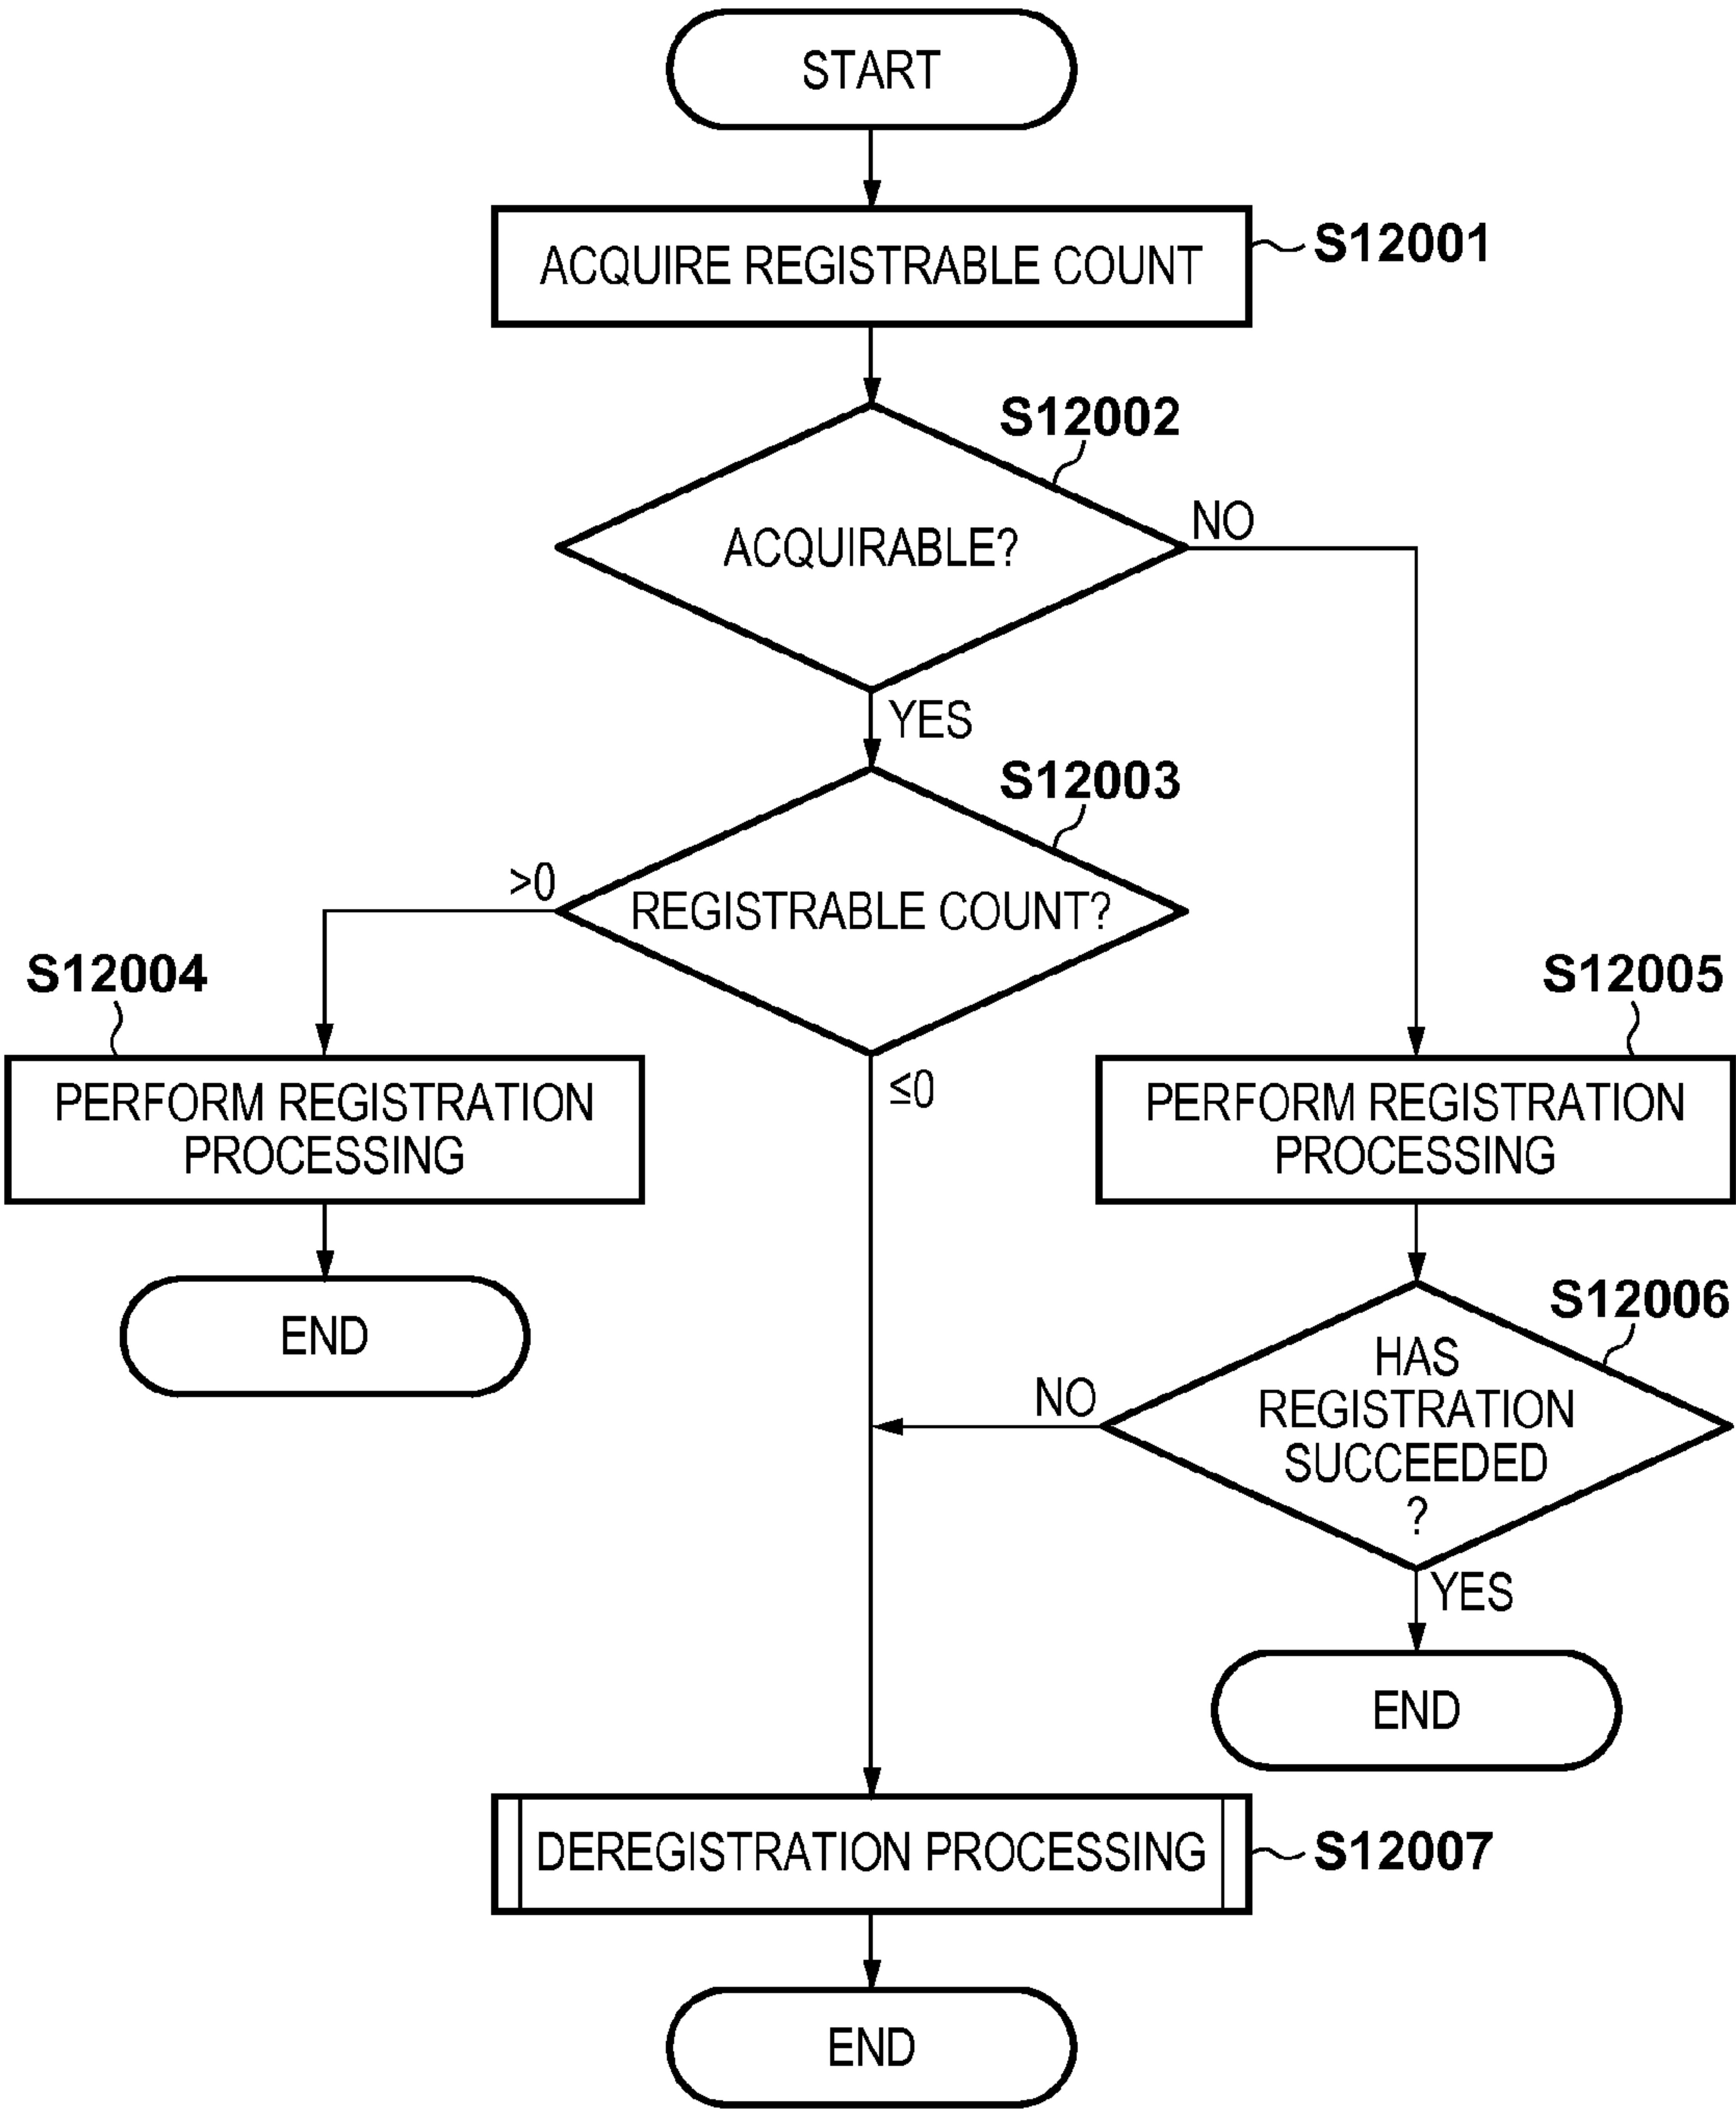 START
ACQUIRE REGISTRABLE COUNT
S12001
S12002
ACQUIRABLE?
NO
YES
S12003
>0
REGISTRABLE COUNT?
≤0
S12004
PERFORM REGISTRATION
PROCESSING
END
S12005
PERFORM REGISTRATION
PROCESSING
S12006
HAS
REGISTRATION
SUCCEEDED
?
NO
YES
END
DEREGISTRATION PROCESSING
S12007
END